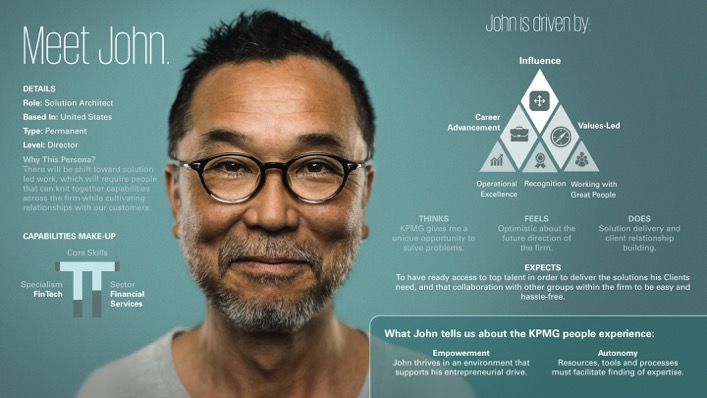 Meet John.
DETAILS
Role: Solution Architect
Based In: United States
Type: Permanent
Level: Director
Why This Persona?
There will be shift toward solution
led work, which will require people
that can knit together capabilities
across the firm while cultivating
relationships with our customers.
CAPABILITIES MAKE-UP
Core Skills
Specialism
FinTech
Sector
Financial
Services
John is driven by:
Influence
Career
Advancement
Values-Led
Operational
Excellence
Recognition
Working with
Great People
THINKS
KPMG gives me a
unique opportunity to
solve problems.
FEELS
Optimistic about the
future direction of
the firm.
DOES
Solution delivery and
client relationship
building.
EXPECTS
To have ready access to top talent in order to deliver the solutions his Clients
need, and that collaboration with other groups within the firm to be easy and
hassle-free.
What John tells us about the KPMG people experience:
Empowerment
John thrives in an environment that
supports his entrepreneurial drive.
Autonomy
Resources, tools and processes
must facilitate finding of expertise.